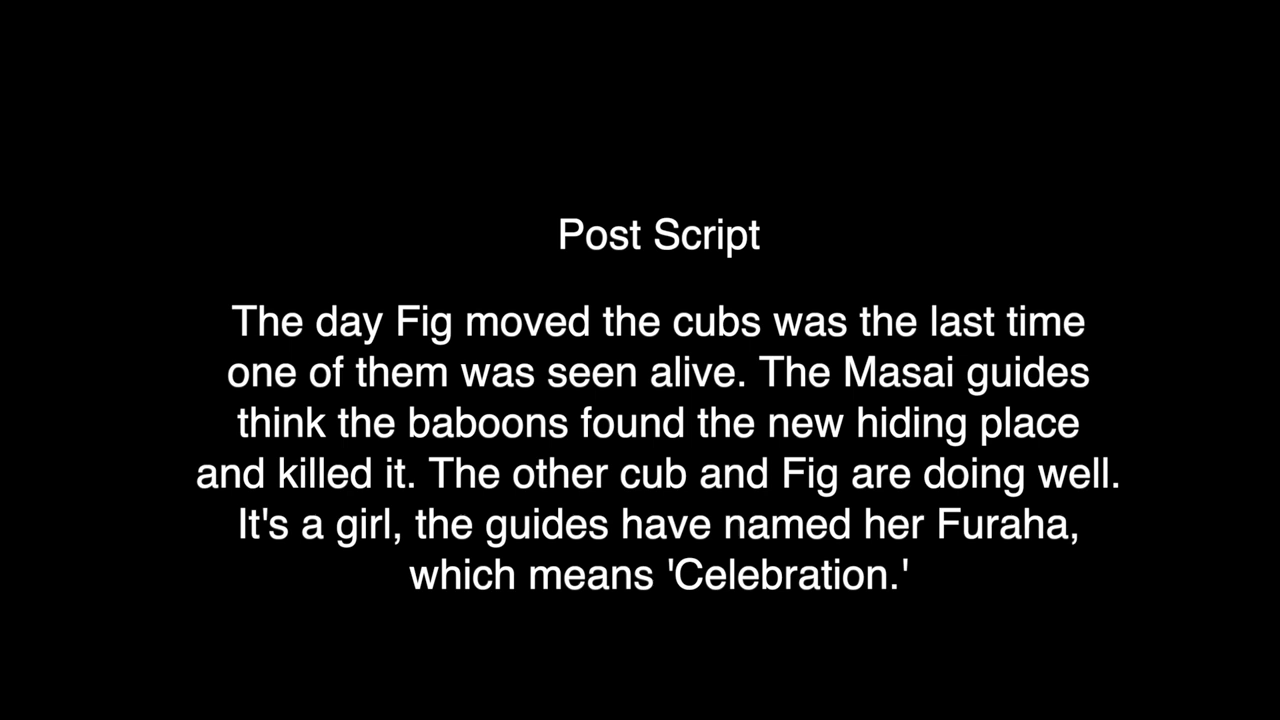 Post Script
The day Fig moved the cubs was the last time
one of them was seen alive. The Masai guides
think the baboons found the new hiding place
and killed it. The other cub and Fig are doing well.
It's a girl, the guides have named her Furaha,
which means 'Celebration.'